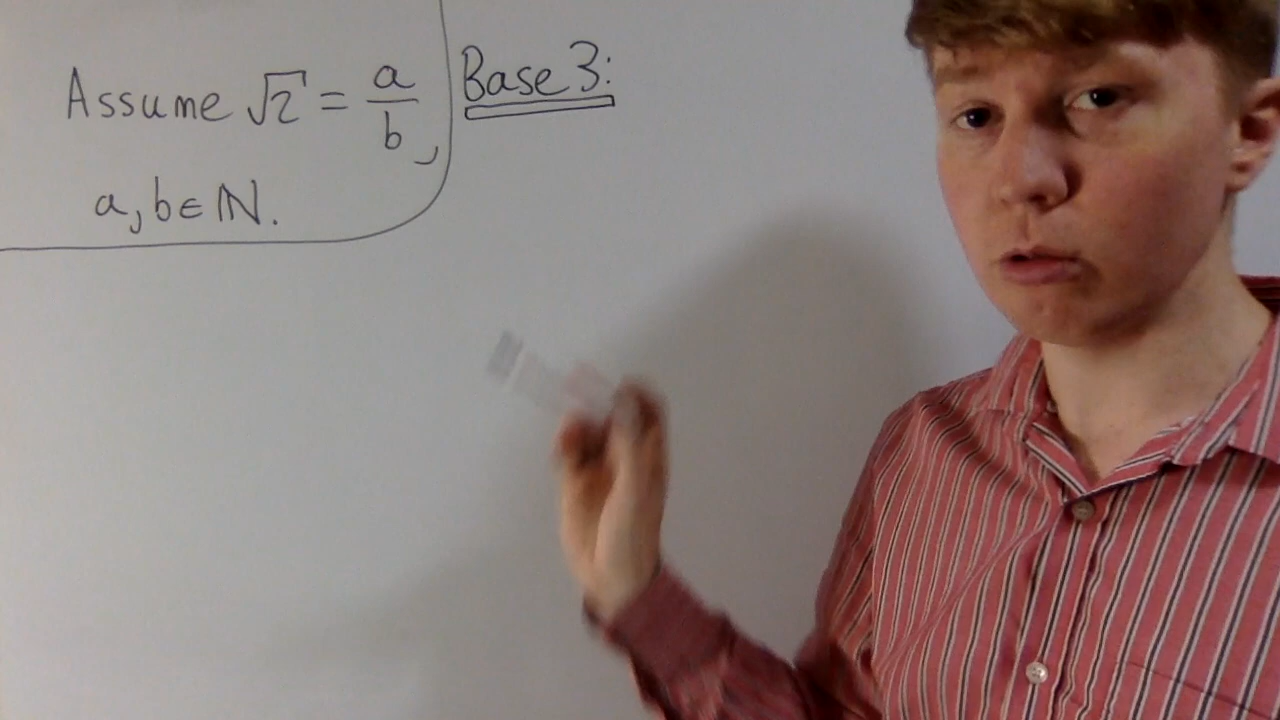 Assume √2 = a/b,
a, b ∈ ℕ.
Base 3: